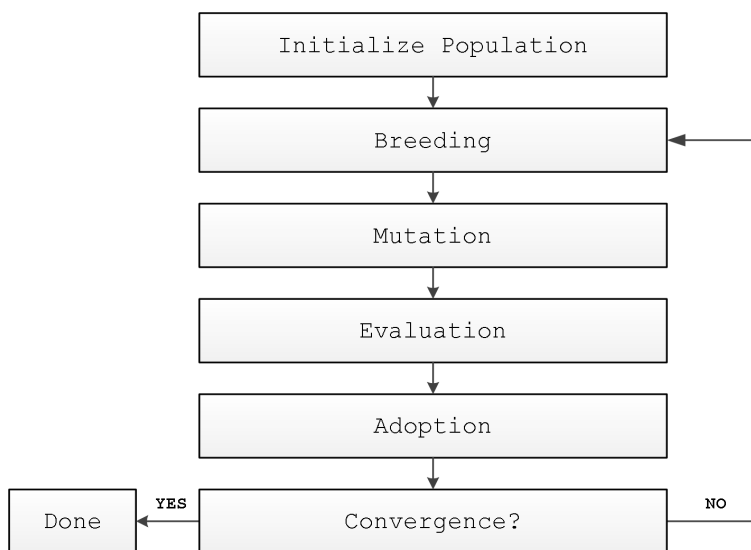 Initialize Population
Breeding
Mutation
Evaluation
Adoption
Done
YES
Convergence?
NO